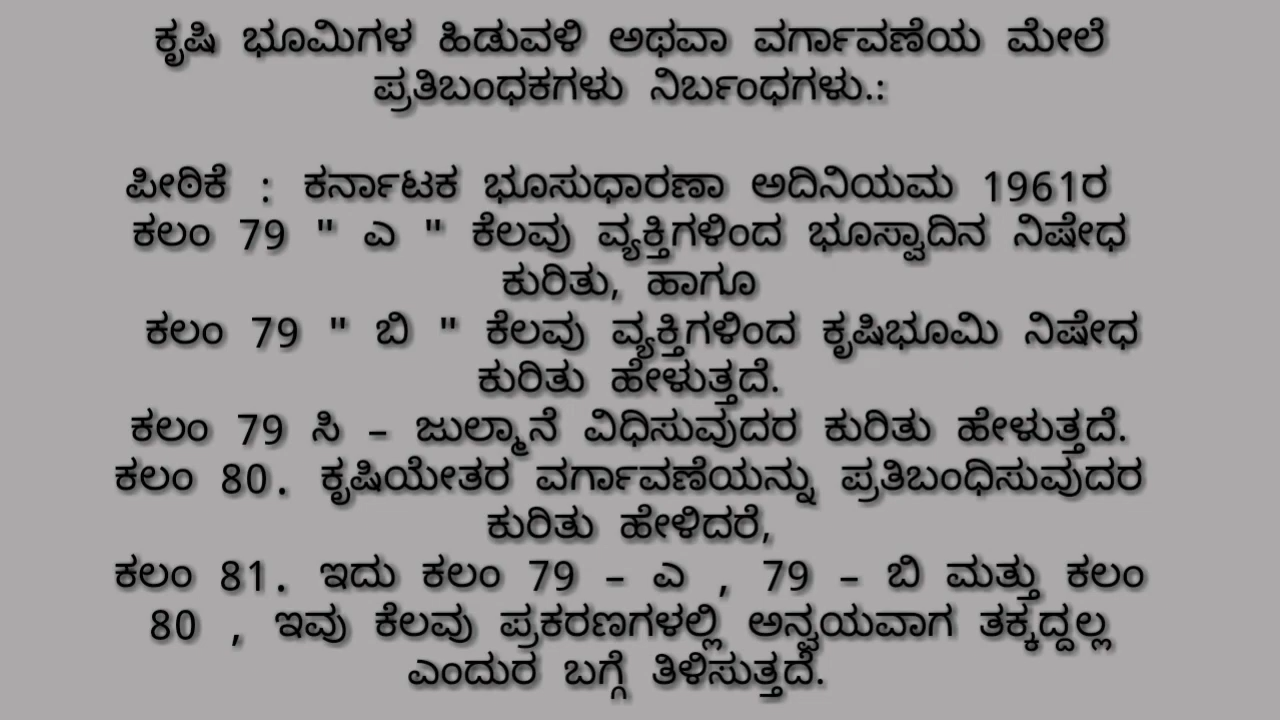 ಕೃಷಿ ಭೂಮಿಗಳ ಹಿಡುವಳಿ ಅಥವಾ ವರ್ಗಾವಣೆಯ ಮೇಲೆ
ಪ್ರತಿಬಂಧಕಗಳು ನಿರ್ಬಂಧಗಳು.:
ಪೀಠಿಕೆ : ಕರ್ನಾಟಕ ಭೂಸುಧಾರಣಾ ಅದಿನಿಯಮ 1961ರ
ಕಲಂ 79 " ಎ " ಕೆಲವು ವ್ಯಕ್ತಿಗಳಿಂದ ಭೂಸ್ವಾದಿನ ನಿಷೇಧ
ಕುರಿತು, ಹಾಗೂ
ಕಲಂ 79 " ಬಿ " ಕೆಲವು ವ್ಯಕ್ತಿಗಳಿಂದ ಕೃಷಿಭೂಮಿ ನಿಷೇಧ
ಕುರಿತು ಹೇಳುತ್ತದೆ.
ಕಲಂ 79 ಸಿ – ಜುಲ್ಮಾನೆ ವಿಧಿಸುವುದರ ಕುರಿತು ಹೇಳುತ್ತದೆ.
ಕಲಂ 80. ಕೃಷಿಯೇತರ ವರ್ಗಾವಣೆಯನ್ನು ಪ್ರತಿಬಂಧಿಸುವುದರ
ಕುರಿತು ಹೇಳಿದರೆ,
ಕಲಂ 81. ಇದು ಕಲಂ 79 – ಎ , 79 – ಬಿ ಮತ್ತು ಕಲಂ
80 , ಇವು ಕೆಲವು ಪ್ರಕರಣಗಳಲ್ಲಿ ಅನ್ವಯವಾಗ ತಕ್ಕದ್ದಲ್ಲ
ಎಂದುರ ಬಗ್ಗೆ ತಿಳಿಸುತ್ತದೆ.